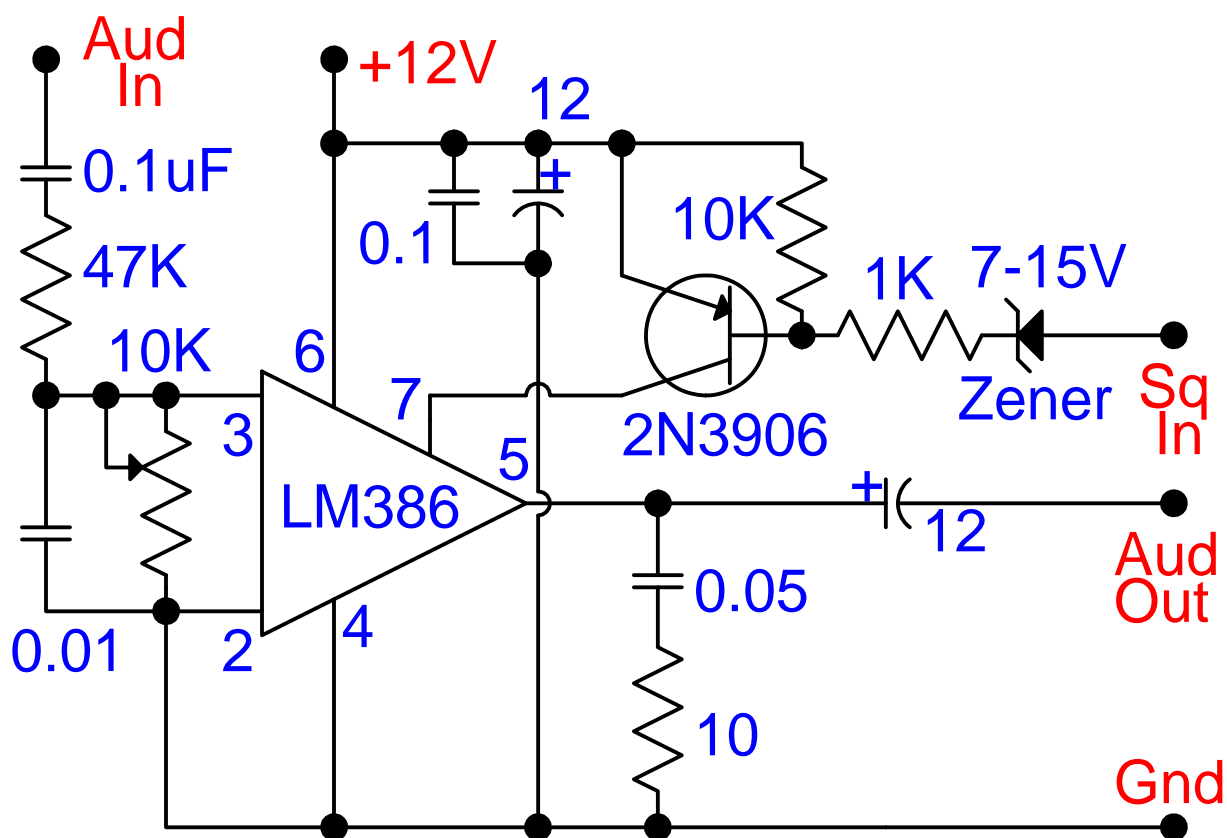 Aud
In
+12V
12
+
0.1uF
0.1
10K
47K
1K
7-15V
10K
6
7
Zener
Sq
In
3
2N3906
5
LM386
+
12
Aud
Out
0.05
4
0.01
2
10
Gnd